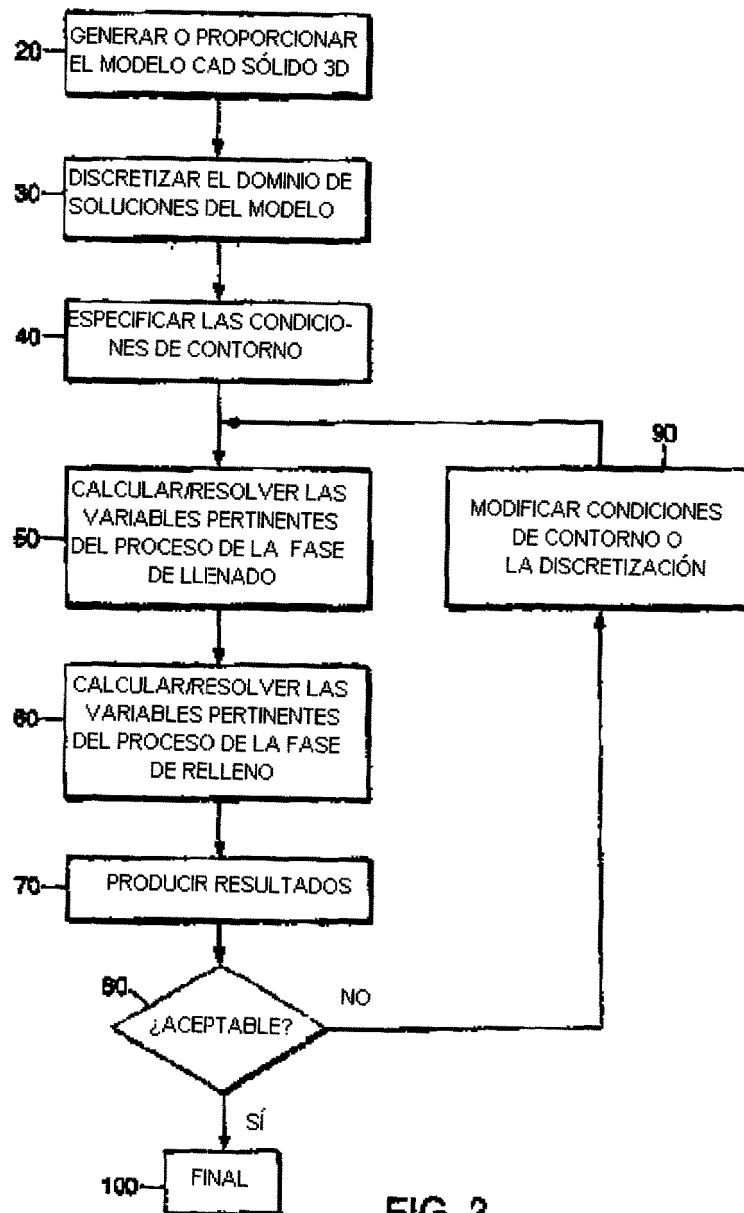 20
GENERAR O PROPORCIONAR
EL MODELO CAD SÓLIDO 3D
30
DISCRETIZAR EL DOMINIO DE
SOLUCIONES DEL MODELO
40
ESPECIFICAR LAS CONDICIO-
NES DE CONTORNO
50
CALCULAR/RESOLVER LAS
VARIABLES PERTINENTES
DEL PROCESO DE LA FASE
DE LLENADO
90
MODIFICAR CONDICIONES
DE CONTORNO O
LA DISCRETIZACIÓN
60
CALCULAR/RESOLVER LAS
VARIABLES PERTINENTES
DEL PROCESO DE LA FASE
DE RELLENO
70
PRODUCIR RESULTADOS
80
¿ACEPTABLE?
NO
SÍ
100
FINAL
FIG.